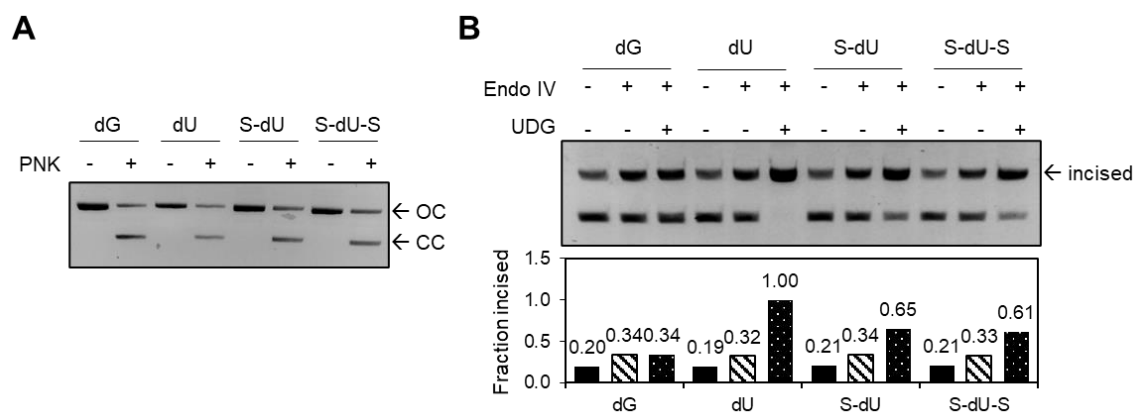 A
dG dU S-dU S-dU-S
PNK - + - + - + - +
← OC
← CC
B
dG dU S-dU S-dU-S
Endo IV - + + - + + - + + - + +
UDG - - + - - + - - + - - +
← incised
Fraction incised
1.5
1.0
0.5
0.0
0.20 0.34 0.34 0.19 0.32 1.00 0.21 0.34 0.65 0.21 0.33 0.61
dG dU S-dU S-dU-S